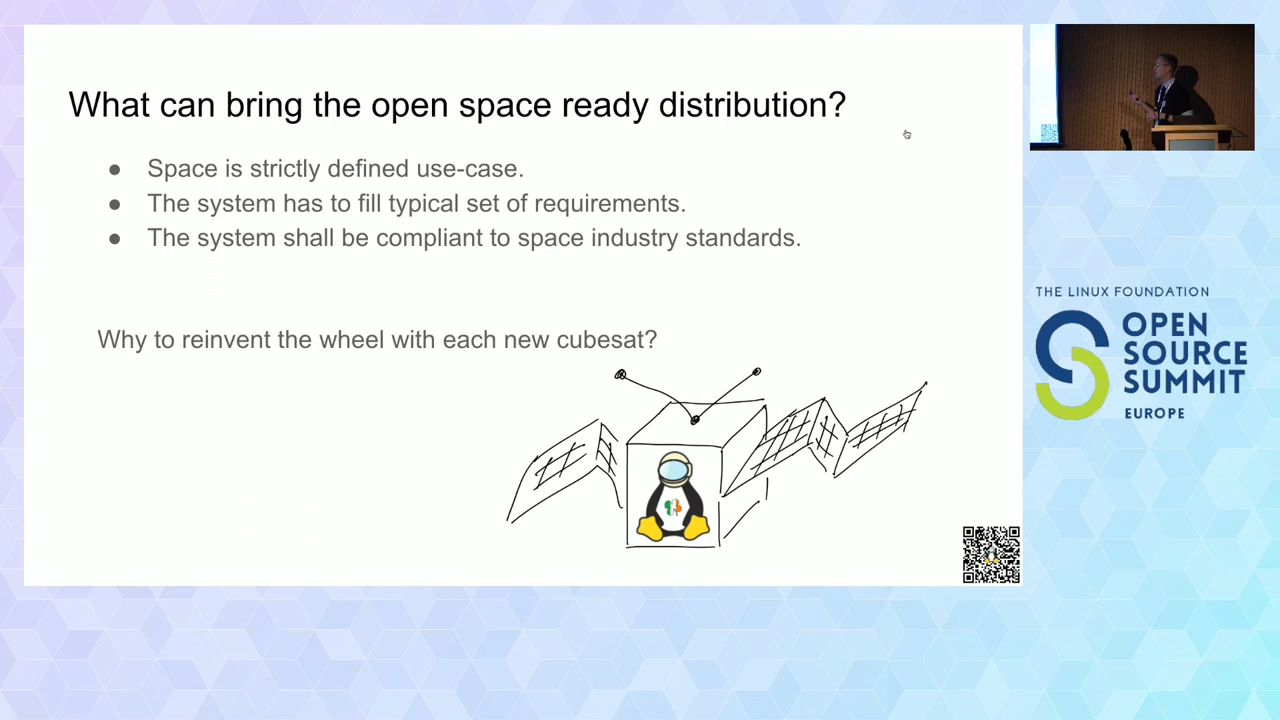 What can bring the open space ready distribution?
● Space is strictly defined use-case.
● The system has to fill typical set of requirements.
● The system shall be compliant to space industry standards.
Why to reinvent the wheel with each new cubesat?
THE LINUX FOUNDATION
OPEN
SOURCE
SUMMIT
EUROPE